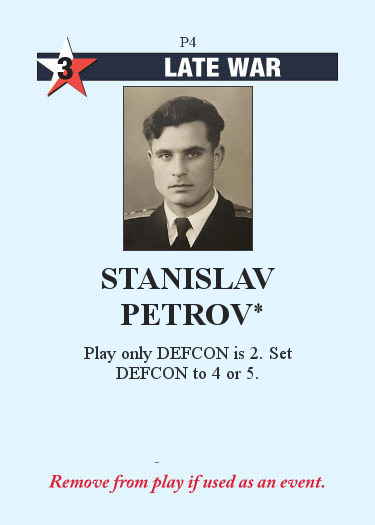 P4
3 LATE WAR
STANISLAV
PETROV*
Play only DEFCON is 2. Set
DEFCON to 4 or 5.
Remove from play if used as an event.